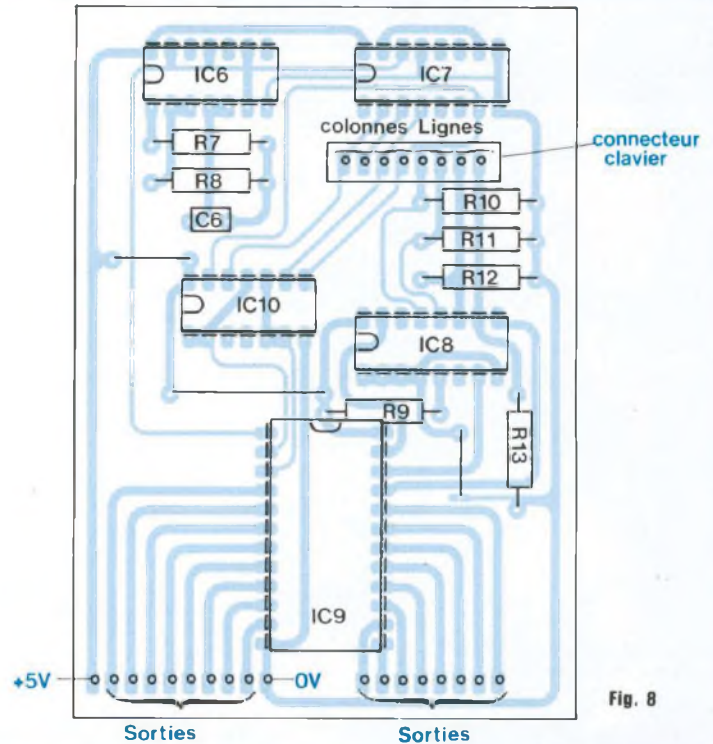 IC6 IC7
colonnes Lignes
connecteur
clavier
R7
R8
R10
C6
R11
R12
IC10
IC8
R9
R13
IC9
+5V 0V
Fig. 8
Sorties Sorties